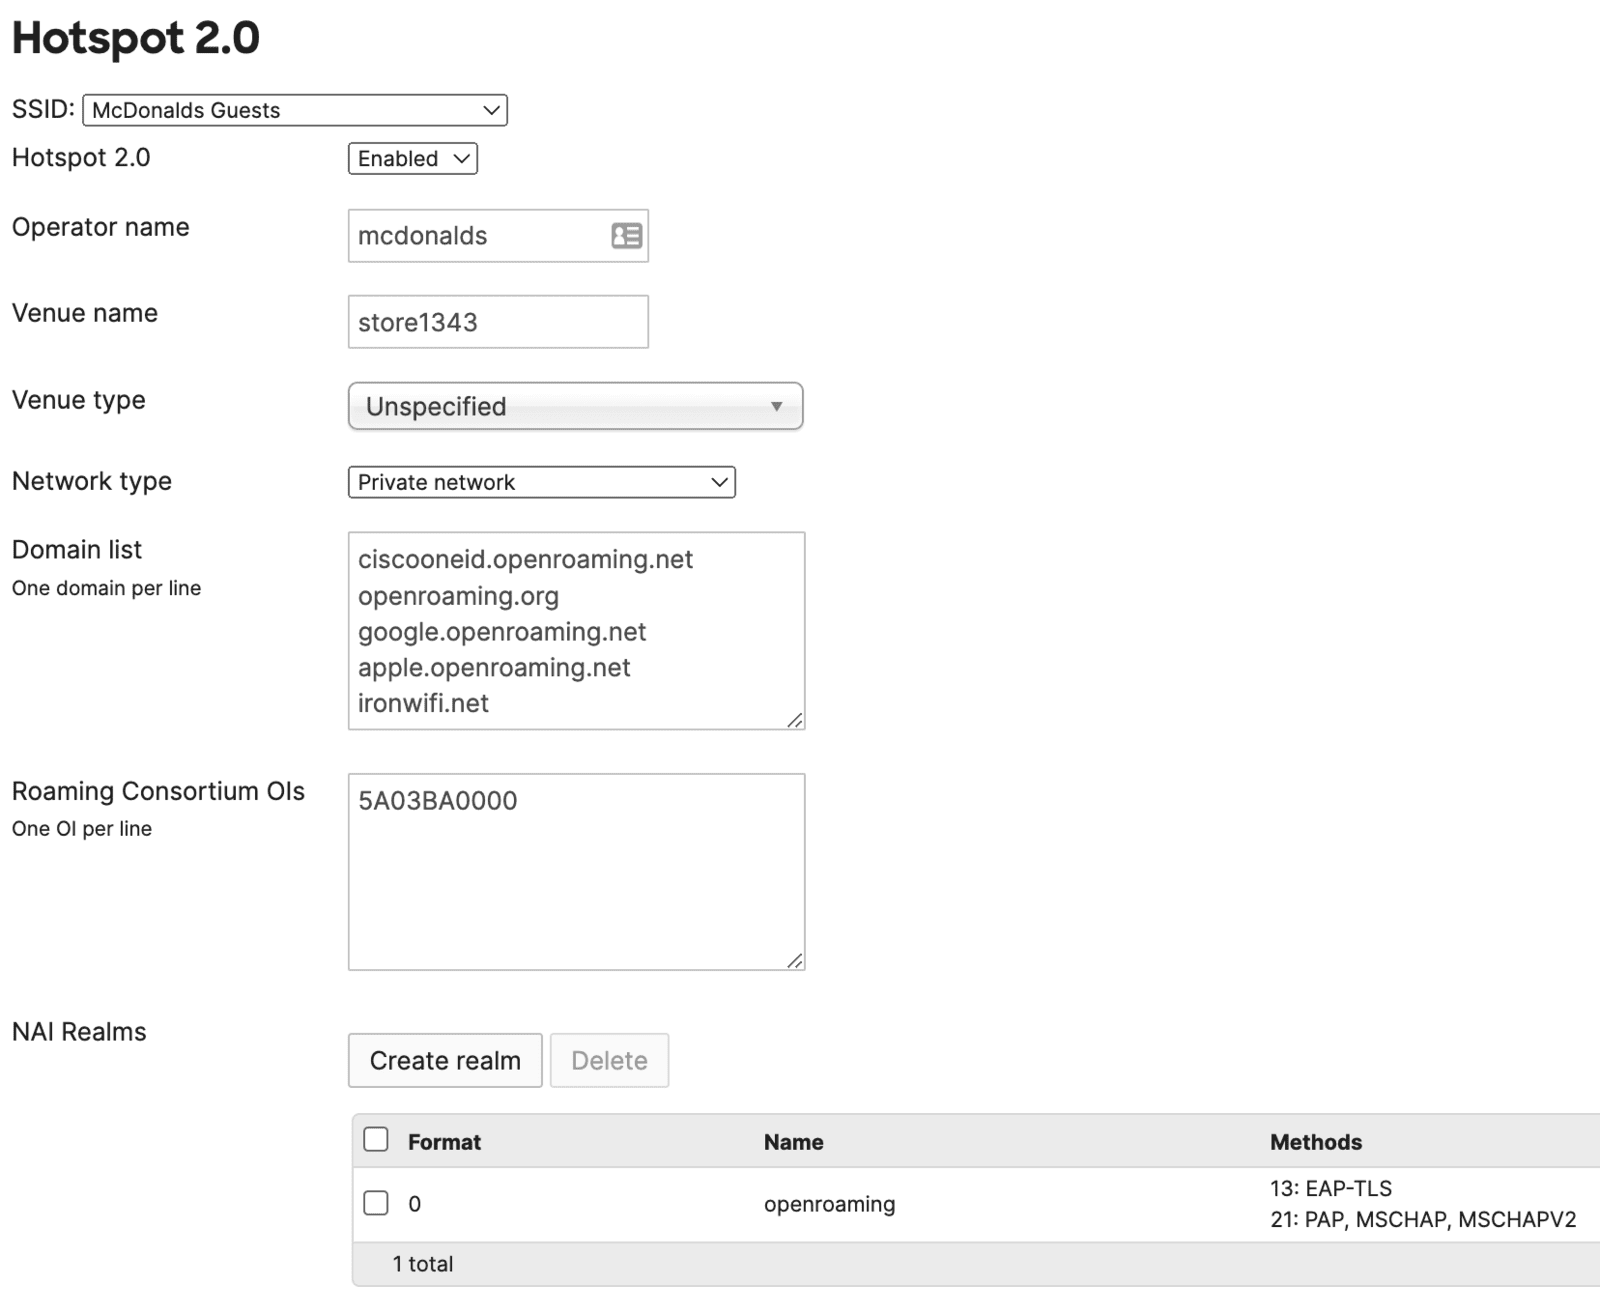 Hotspot 2.0
SSID: McDonalds Guests
Hotspot 2.0 Enabled
Operator name mcdonalds
Venue name store1343
Venue type Unspecified
Network type Private network
Domain list
One domain per line
ciscooneid.openroaming.net
openroaming.org
google.openroaming.net
apple.openroaming.net
ironwifi.net
Roaming Consortium OIs
One OI per line
5A03BA0000
NAI Realms
Create realm Delete
Format Name Methods
0 openroaming 13: EAP-TLS
21: PAP, MSCHAP, MSCHAPV2
1 total